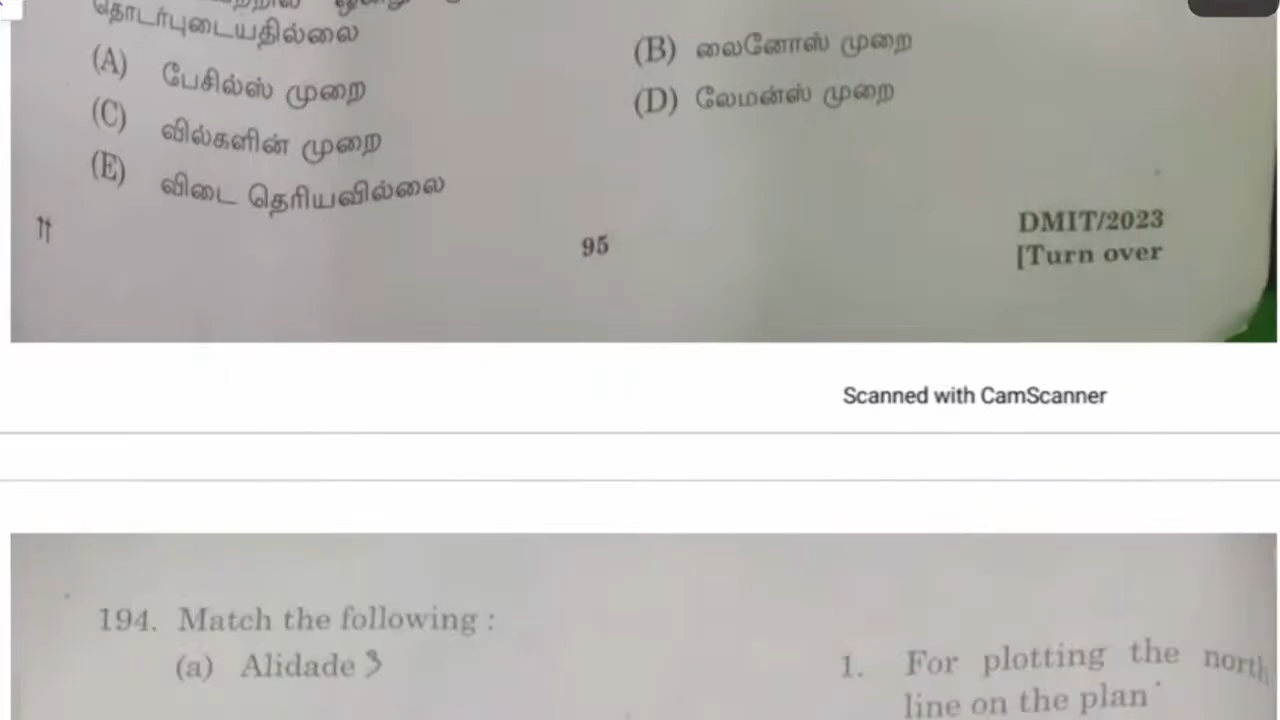 தொடர்புடையதில்லை
(A) பேசில்ஸ் முறை
(B) லைனோஸ் முறை
(C) வில்களின் முறை
(D) லேமன்ஸ் முறை
(E) விடை தெரியவில்லை
95
DMIT/2023
[Turn over
Scanned with CamScanner
194. Match the following :
(a) Alidade 3
1. For plotting the north
line on the plan